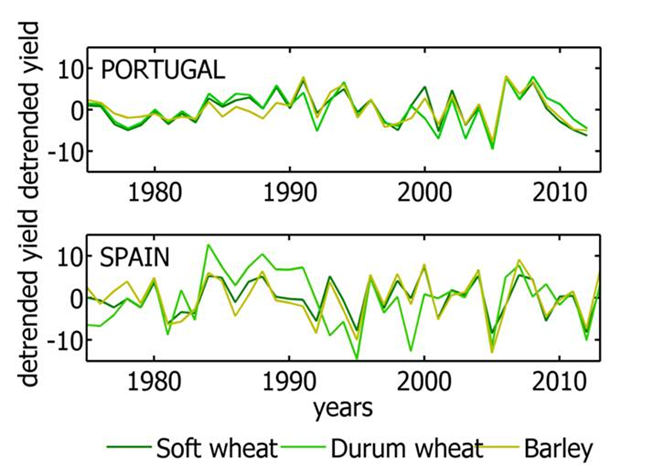 detrended yield
10
0
-10
PORTUGAL
1980
1990
2000
2010
detrended yield
10
0
-10
SPAIN
1980
1990
2000
2010
years
Soft wheat
Durum wheat
Barley